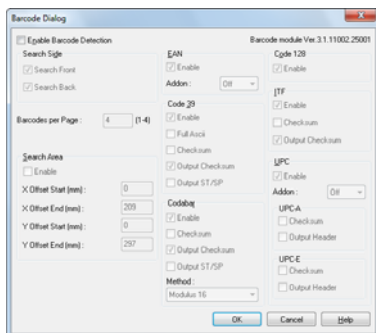 Barcode Dialog
Enable Barcode Detection
Barcode module Ver.3.1.11002.25001
Search Side
Search Front
Search Back
Barcodes per Page :
4
(1-4)
Search Area
Enable
X Offset Start (mm) :
0
X Offset End (mm) :
209
Y Offset Start (mm) :
0
Y Offset End (mm) :
297
EAN
Enable
Addon :
Off
Code 39
Enable
Full Ascii
Checksum
Output Checksum
Output ST/SP
Codabar
Enable
Checksum
Output Checksum
Output ST/SP
Method :
Modulus 16
Code 128
Enable
ITF
Enable
Checksum
Output Checksum
UPC
Enable
Addon :
Off
UPC-A
Checksum
Output Header
UPC-E
Checksum
Output Header
OK
Cancel
Help